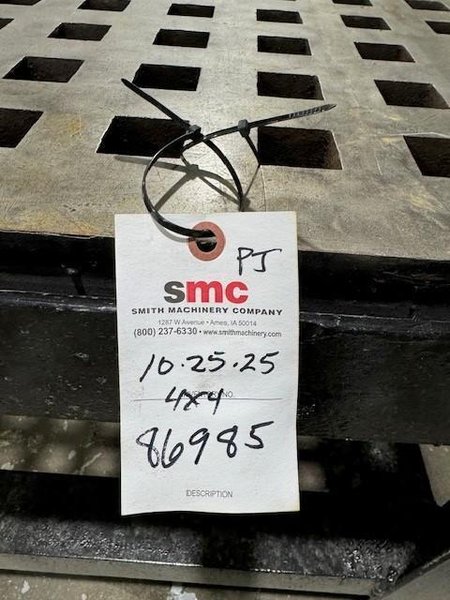 PJ
smc
SMITH MACHINERY COMPANY
1287 W Avenue • Ames, IA 50014
(800) 237-6330 • www.smithmachinery.com
10.25.25
NO.
4x4
86985
DESCRIPTION